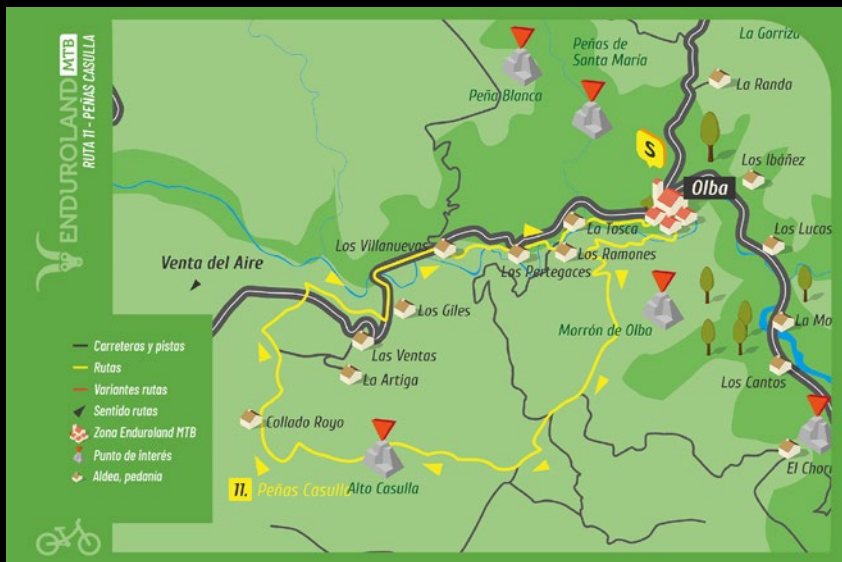 ENDUROLAND MTB
RUTA 11 - PEÑAS CASULLA
La Gorriza
Peñas de
Santa María
Peña Blanca
La Randa
S
Los Ibáñez
Olba
La Tosca
Los Lucas
Los Villanuevas
Los Ramones
Los Pertegaces
Venta del Aire
Los Giles
Morrón de Olba
La Mo
Las Ventas
La Artiga
Los Cantos
Collado Royo
El Chorr
11. Peñas Casulla
Alto Casulla
Carreteras y pistas
Rutas
Variantes rutas
Sentido rutas
Zona Enduroland MTB
Punto de interés
Aldea, pedanía